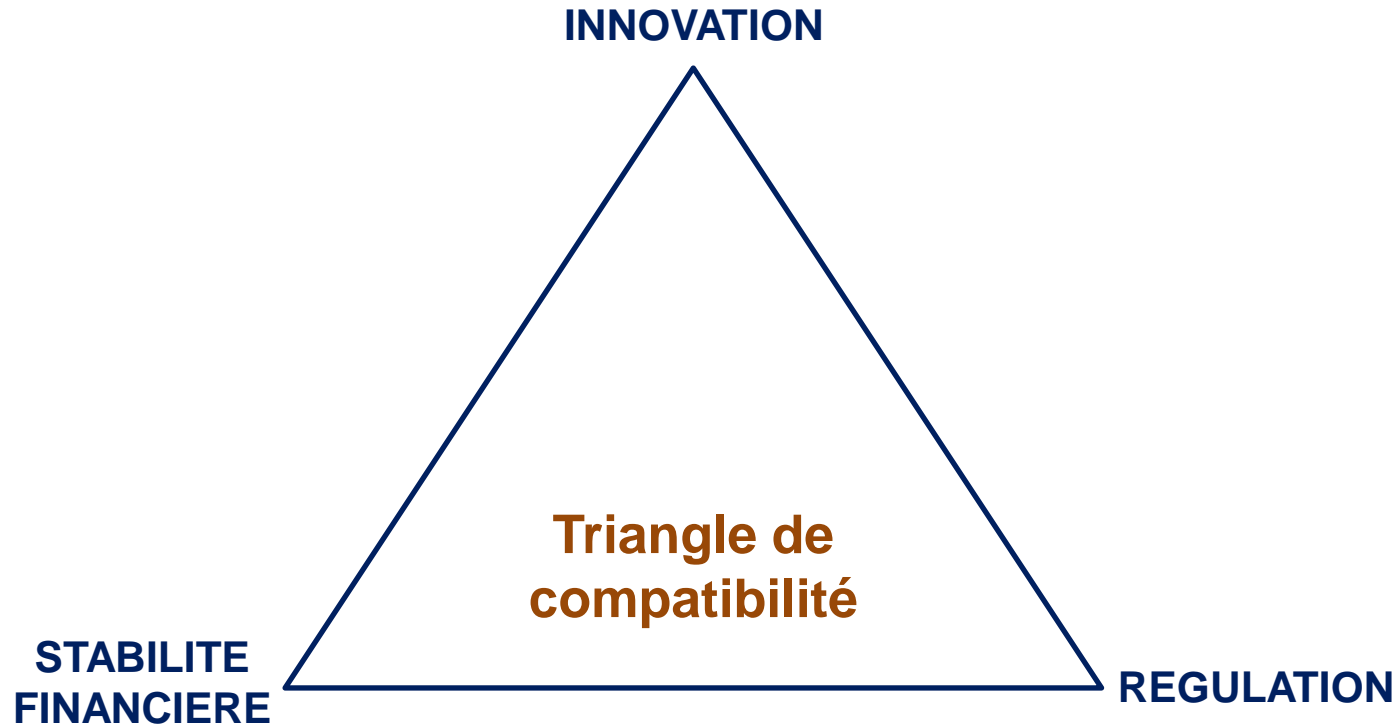 INNOVATION
Triangle de
compatibilité
STABILITE
FINANCIERE
REGULATION